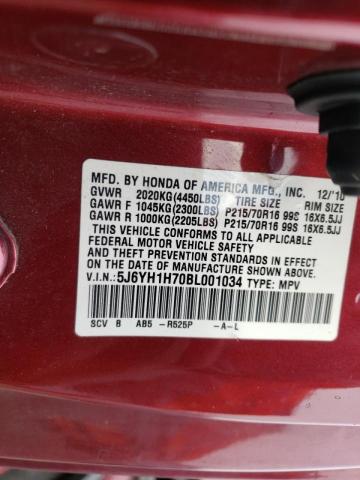 MFD. BY HONDA OF AMERICA MFG., INC. 12/10
GVWR 2020KG(4450LBS) TIRE SIZE RIM SIZE
GAWR F 1045KG(2300LBS) P215/70R16 99S 16X6.5JJ
GAWR R 1000KG(2205LBS) P215/70R16 99S 16X6.5JJ
THIS VEHICLE CONFORMS TO ALL APPLICABLE
FEDERAL MOTOR VEHICLE SAFETY, BUMPER,
AND THEFT PREVENTION STANDARDS IN EFFECT
ON THE DATE OF MANUFACTURE SHOWN ABOVE.
V.I.N.: 5J6YH1H70BL001034 TYPE: MPV
SCV B AB5 -R525P -A-L